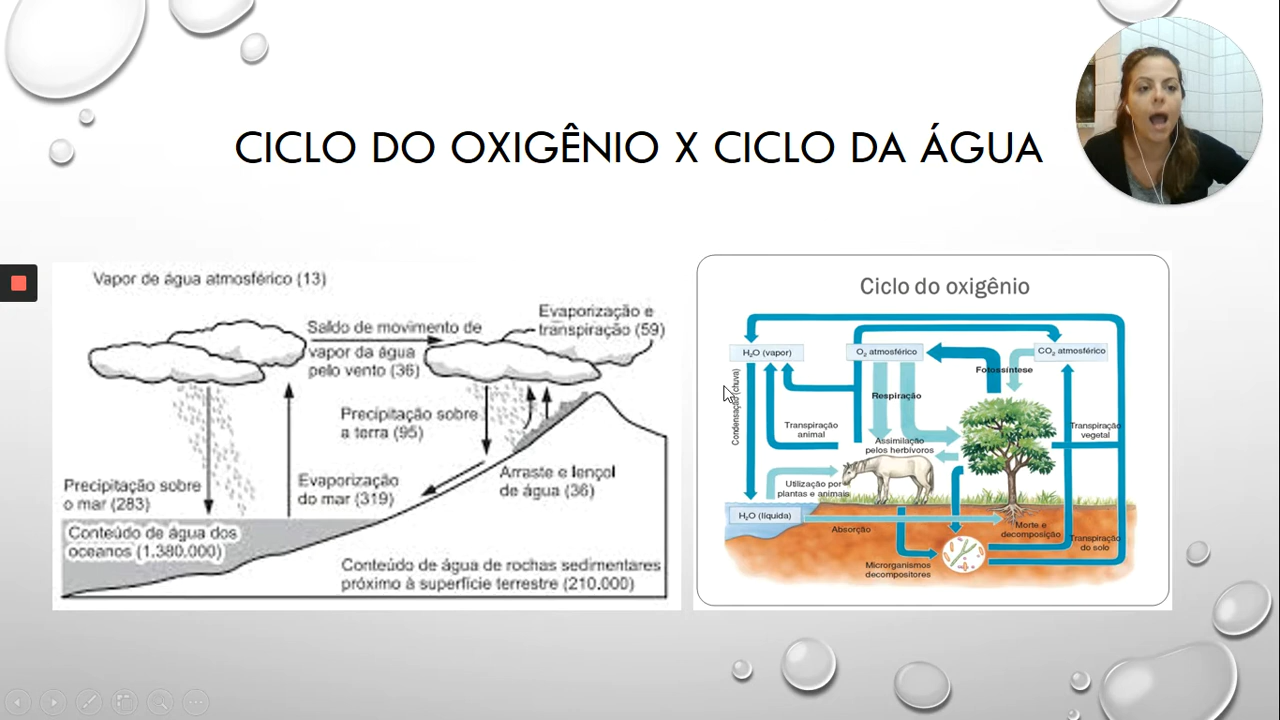 CICLO DO OXIGÊNIO X CICLO DA ÁGUA
Vapor de água atmosférico (13)
Saldo de movimento de
vapor da água
pelo vento (36)
Evaporização e
transpiração (59)
Precipitação sobre
a terra (95)
Precipitação sobre
o mar (283)
Evaporização
do mar (319)
Arraste e lençol
de água (36)
Conteúdo de água dos
oceanos (1.380.000)
Conteúdo de água de rochas sedimentares
próximo à superfície terrestre (210.000)
Ciclo do oxigênio
H₂O (vapor)
O₂ atmosférico
CO₂ atmosférico
Fotossíntese
Condensação (chuva)
Respiração
Transpiração
animal
Assimilação
pelos herbívoros
Transpiração
vegetal
Utilização por
plantas e animais
H₂O (líquida)
Absorção
Morte e
decomposição
Transpiração
do solo
Microrganismos
decompositores